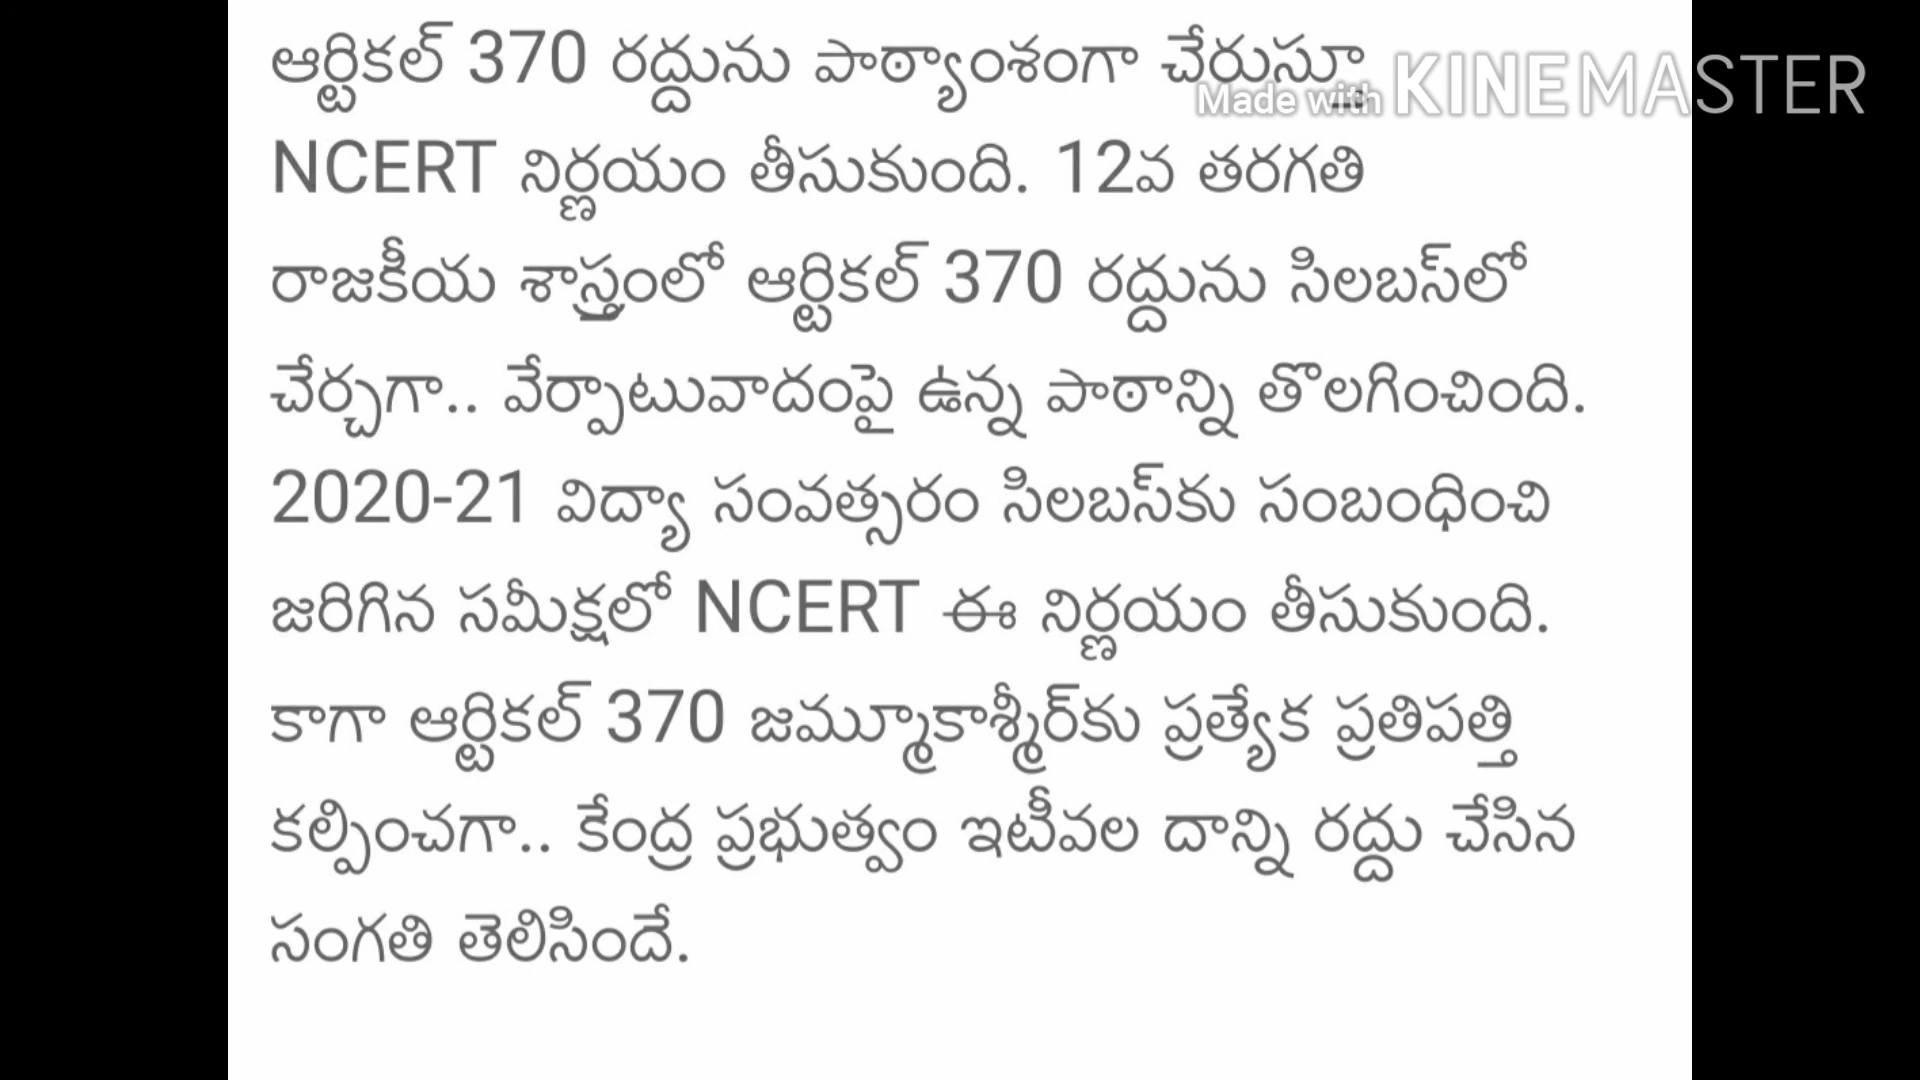 ఆర్టికల్ 370 రద్దును పాఠ్యాంశంగా చేరుస్తూ
Made with KINEMASTER
NCERT నిర్ణయం తీసుకుంది. 12వ తరగతి
రాజకీయ శాస్త్రంలో ఆర్టికల్ 370 రద్దును సిలబస్‌లో
చేర్చగా.. వేర్పాటువాదంపై ఉన్న పాఠాన్ని తొలగించింది.
2020-21 విద్యా సంవత్సరం సిలబస్‌కు సంబంధించి
జరిగిన సమీక్షలో NCERT ఈ నిర్ణయం తీసుకుంది.
కాగా ఆర్టికల్ 370 జమ్మూకాశ్మీర్‌కు ప్రత్యేక ప్రతిపత్తి
కల్పించగా.. కేంద్ర ప్రభుత్వం ఇటీవల దాన్ని రద్దు చేసిన
సంగతి తెలిసిందే.